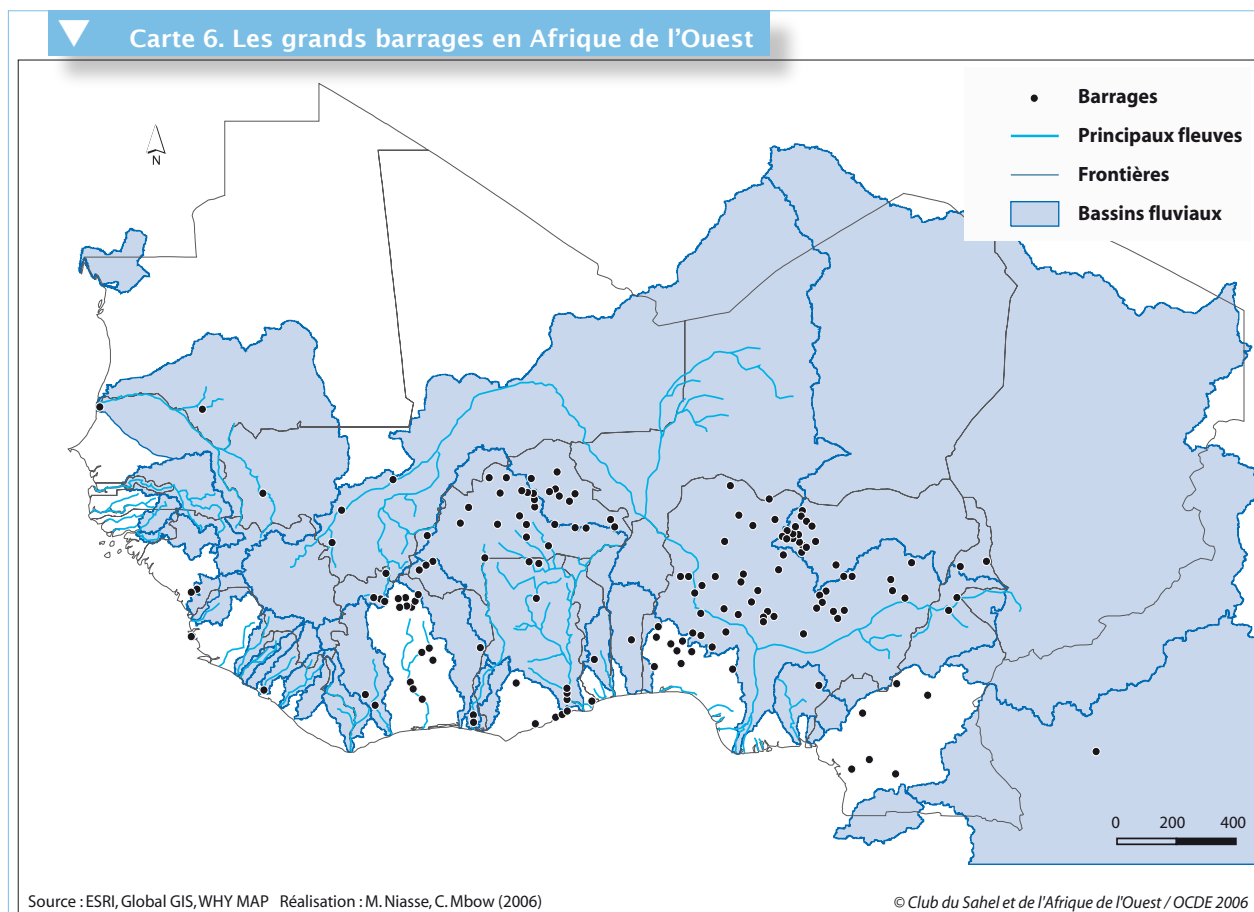 Carte 6. Les grands barrages en Afrique de l'Ouest
N
Barrages
Principaux fleuves
Frontières
Bassins fluviaux
0 200 400
Source : ESRI, Global GIS, WHY MAP Réalisation : M. Niasse, C. Mbow (2006)
© Club du Sahel et de l'Afrique de l'Ouest / OCDE 2006